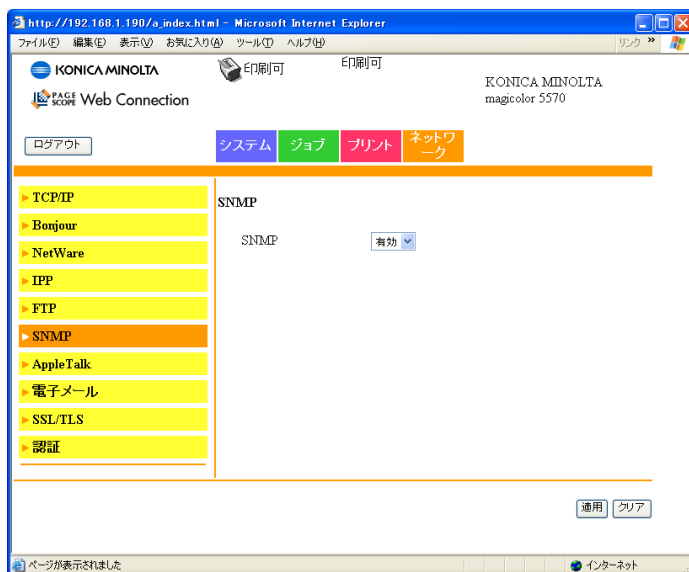 http://192.168.1.190/a_index.html - Microsoft Internet Explorer
ファイル(F) 編集(E) 表示(V) お気に入り(A) ツール(T) ヘルプ(H) リンク »
KONICA MINOLTA
PAGE SCOPE Web Connection
印刷可
印刷可
KONICA MINOLTA
magicolor 5570
ログアウト
システム ジョブ プリント ネットワ
ーク
TCP/IP
Bonjour
NetWare
IPP
FTP
SNMP
AppleTalk
電子メール
SSL/TLS
認証
SNMP
SNMP 有効
適用 クリア
ページが表示されました インターネット